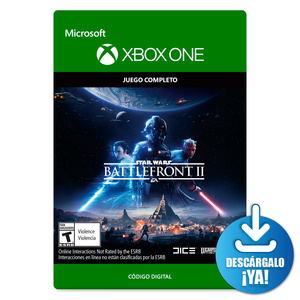 Microsoft
XBOX ONE
JUEGO COMPLETO
STAR WARS
BATTLEFRONT II
EA
T
ESRB
Violence
Violencia
Online Interactions Not Rated by the ESRB
Interacciones en línea no están clasificadas por la ESRB
DICE
CÓDIGO DIGITAL
DESCÁRGALO
¡YA!